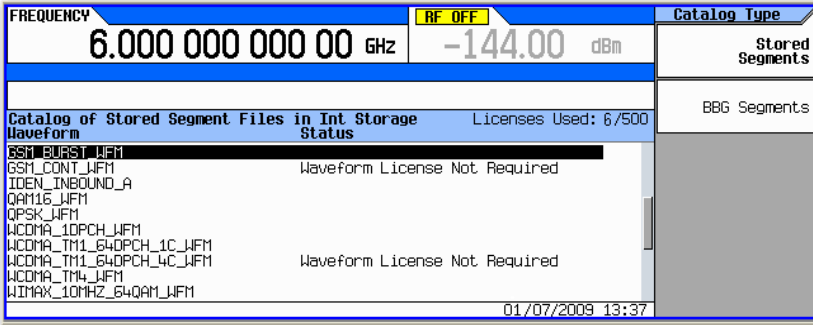 FREQUENCY
6.000 000 000 00 GHz
RF OFF
-144.00 dBm
Catalog Type
Stored
Segments
BBG Segments
Catalog of Stored Segment Files in Int Storage
Licenses Used: 6/500
Waveform Status
GSM_BURST_WFM
GSM_CONT_WFM Waveform License Not Required
IDEN_INBOUND_A
QAM16_WFM
QPSK_WFM
WCDMA_1DPCH_WFM
WCDMA_TM1_64DPCH_1C_WFM
WCDMA_TM1_64DPCH_4C_WFM Waveform License Not Required
WCDMA_TM4_WFM
WIMAX_10MHZ_64QAM_WFM
01/07/2009 13:37